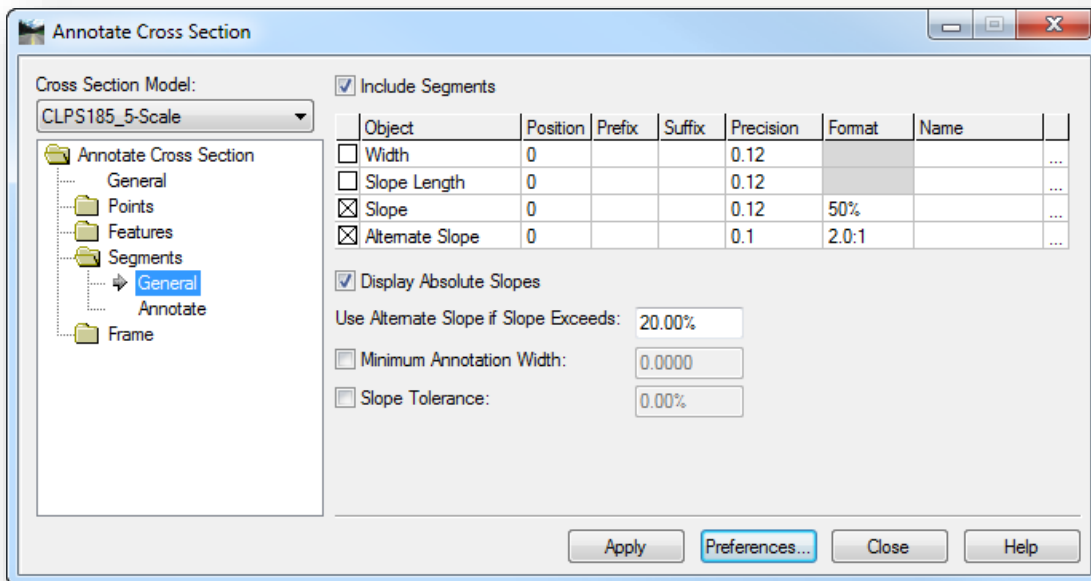 Annotate Cross Section
Cross Section Model:
CLPS185_5-Scale
Annotate Cross Section
General
Points
Features
Segments
General
Annotate
Frame
Include Segments
Object Position Prefix Suffix Precision Format Name
Width 0 0.12 ...
Slope Length 0 0.12 ...
Slope 0 0.12 50% ...
Alternate Slope 0 0.1 2.0:1 ...
Display Absolute Slopes
Use Alternate Slope if Slope Exceeds: 20.00%
Minimum Annotation Width: 0.0000
Slope Tolerance: 0.00%
Apply Preferences... Close Help